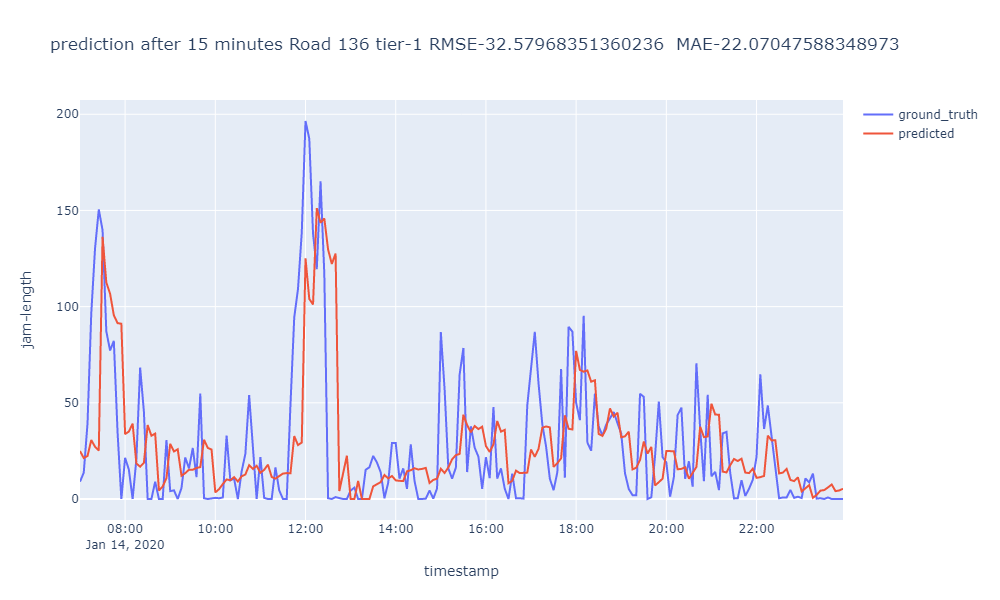 prediction after 15 minutes Road 136 tier-1 RMSE-32.57968351360236  MAE-22.07047588348973
ground_truth
predicted
200
150
100
50
0
jam-length
08:00 10:00 12:00 14:00 16:00 18:00 20:00 22:00
Jan 14, 2020
timestamp